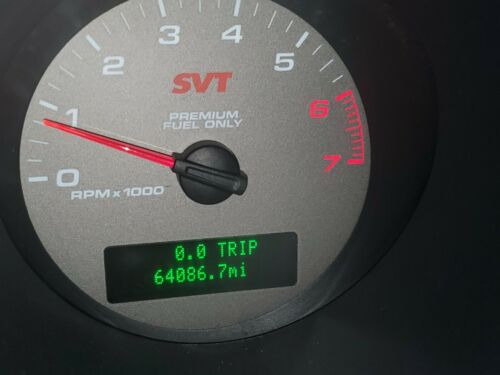 3
4
2
5
1
SVT
6
PREMIUM
FUEL ONLY
7
0
RPM x 1000
0.0 TRIP
64086.7mi